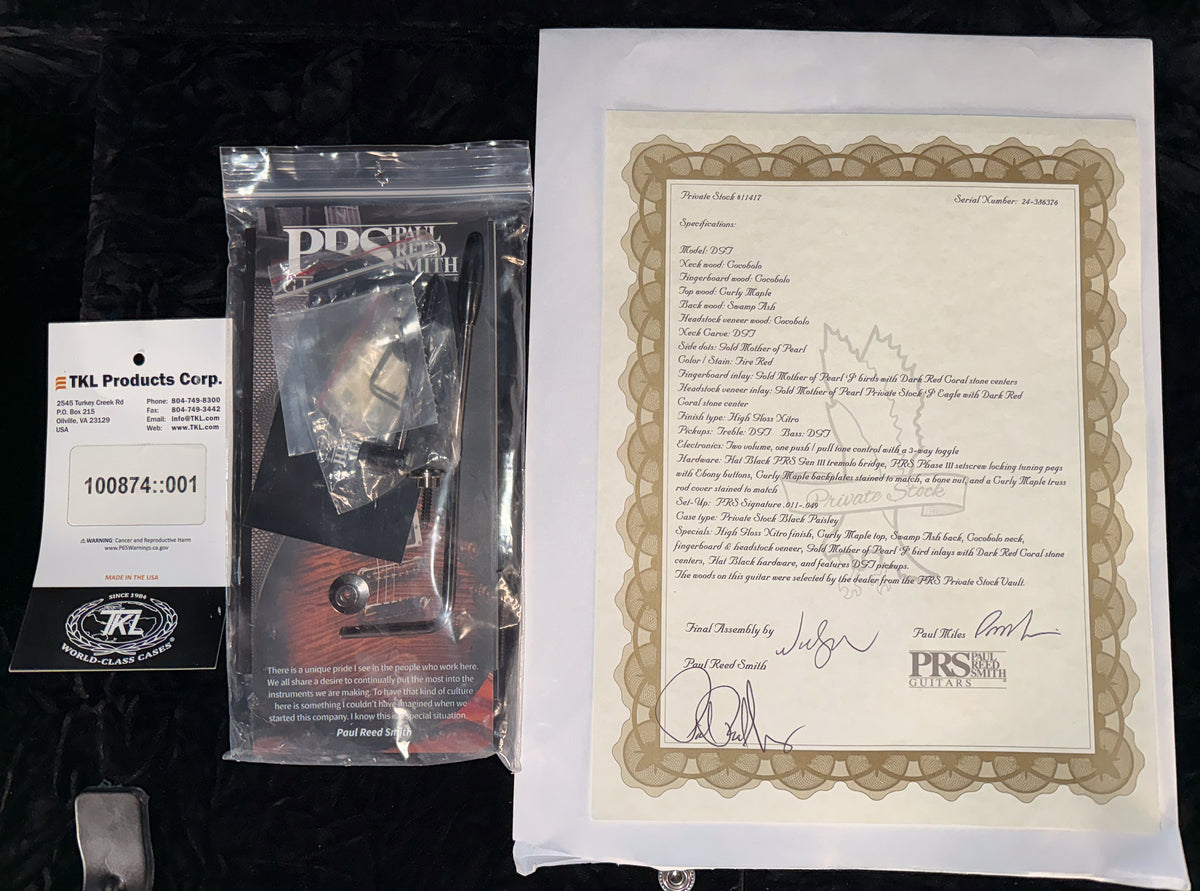 TKL Products Corp.
2545 Turkey Creek Rd
P.O. Box 215
Oilville, VA 23129
USA
Phone: 804-749-8300
Fax: 804-749-3442
Email: info@TKL.com
Web: www.TKL.com
100874::001
⚠ WARNING: Cancer and Reproductive Harm
www.P65Warnings.ca.gov
MADE IN THE USA
SINCE 1984
TKL
WORLD-CLASS CASES®
PRS PAUL
REED
SMITH
There is a unique pride I see in the people who work here.
We all share a desire to continually put the most into the
instruments we are making. To have that kind of culture
here is something I couldn't have imagined when we
started this company. I know this is a special situation.
Paul Reed Smith
Private Stock #11417
Serial Number: 24-386376
Specifications:
Model: DGT
Neck wood: Cocobolo
Fingerboard wood: Cocobolo
Top wood: Curly Maple
Back wood: Swamp Ash
Headstock veneer wood: Cocobolo
Neck Carve: DGT
Side dots: Gold Mother of Pearl
Color / Stain: Fire Red
Fingerboard inlay: Gold Mother of Pearl 'J' birds with Dark Red Coral stone centers
Headstock veneer inlay: Gold Mother of Pearl Private Stock 'J' Eagle with Dark Red
Coral stone center
Finish type: High Gloss Nitro
Pickups: Treble: DGT Bass: DGT
Electronics: Two volume, one push / pull tone control with a 3-way toggle
Hardware: Flat Black PRS Gen III tremolo bridge, PRS Phase III setscrew locking tuning pegs
with Ebony buttons, Curly Maple backplates stained to match, a bone nut, and a Curly Maple truss
rod cover stained to match
Set-Up: PRS Signature .011-.049
Case type: Private Stock Black Paisley
Specials: High Gloss Nitro finish, Curly Maple top, Swamp Ash back, Cocobolo neck,
fingerboard & headstock veneer, Gold Mother of Pearl 'J' bird inlays with Dark Red Coral stone
centers, Flat Black hardware, and features DGT pickups.
The woods on this guitar were selected by the dealer from the PRS Private Stock Vault.
Private Stock
Final Assembly by
Paul Miles
Paul Reed Smith
PRS PAUL
REED
SMITH
GUITARS